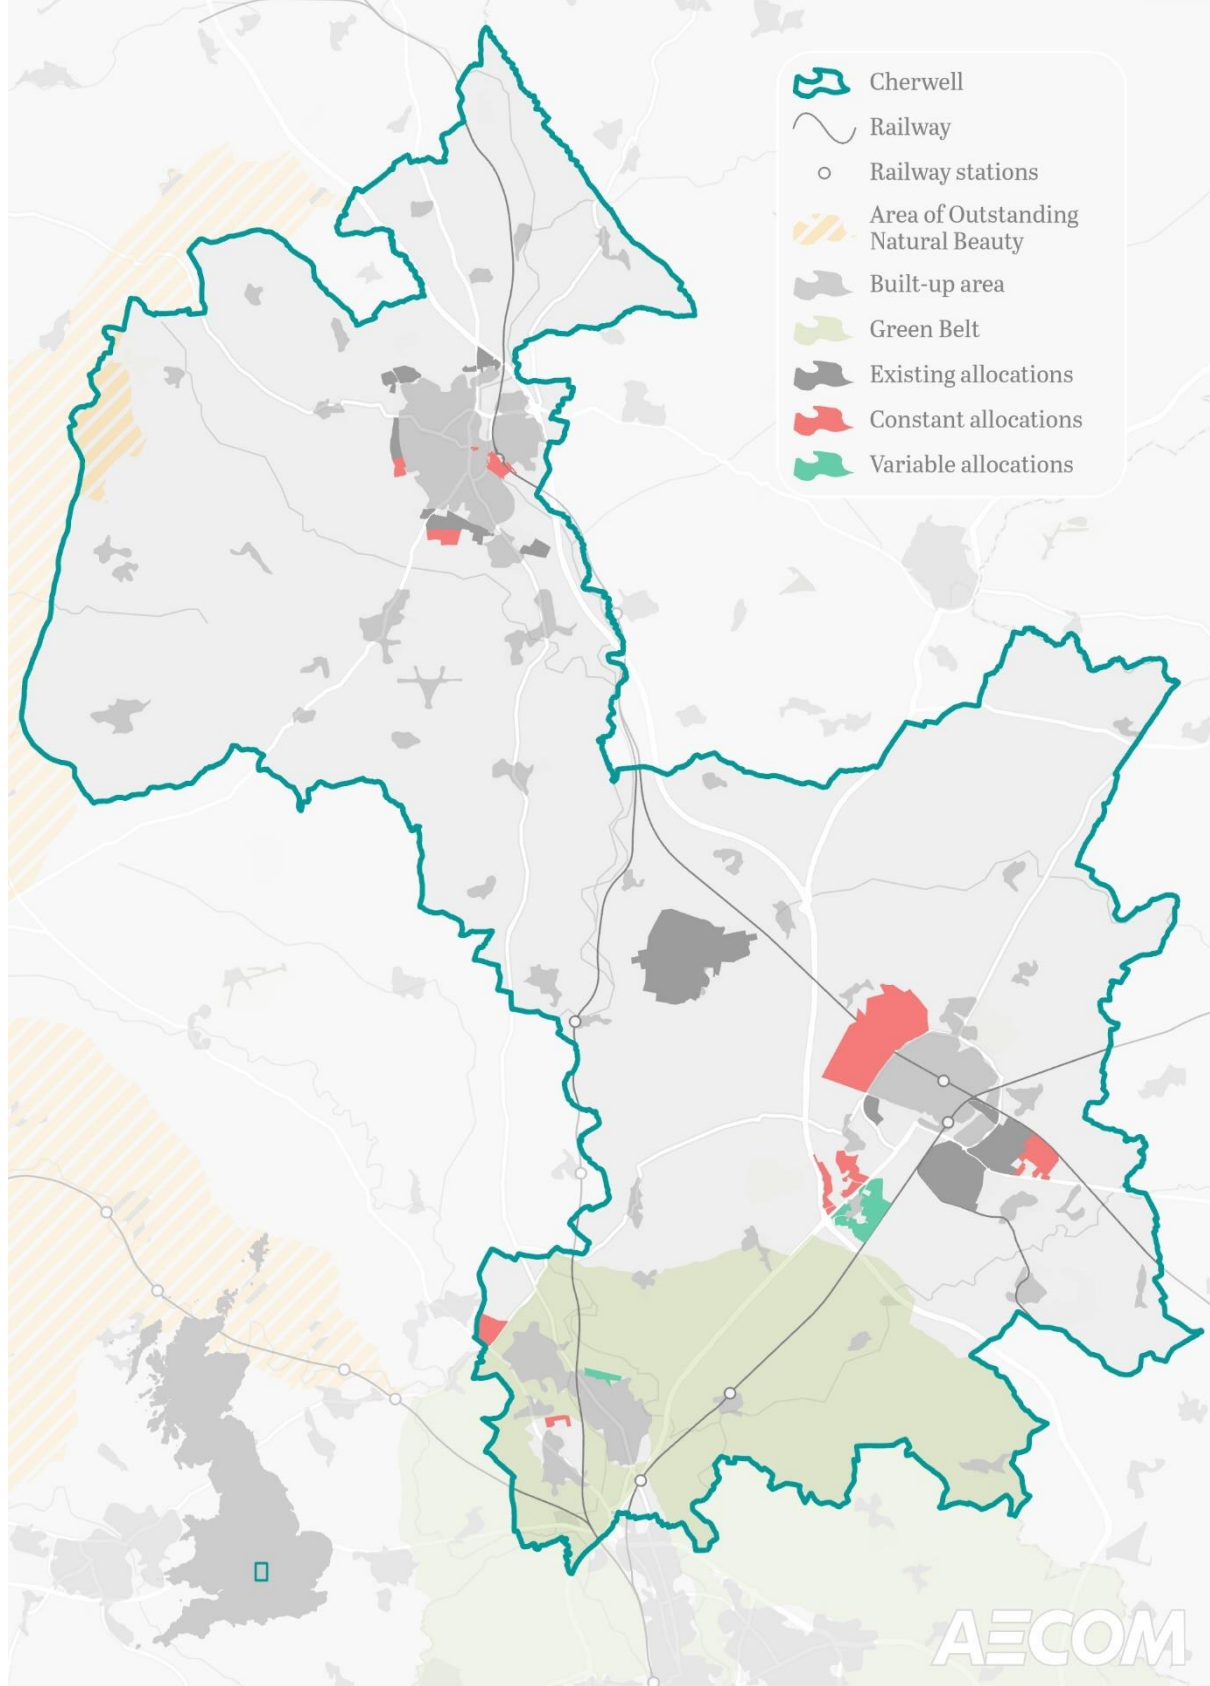 Cherwell
Railway
Railway stations
Area of Outstanding
Natural Beauty
Built-up area
Green Belt
Existing allocations
Constant allocations
Variable allocations
AECOM